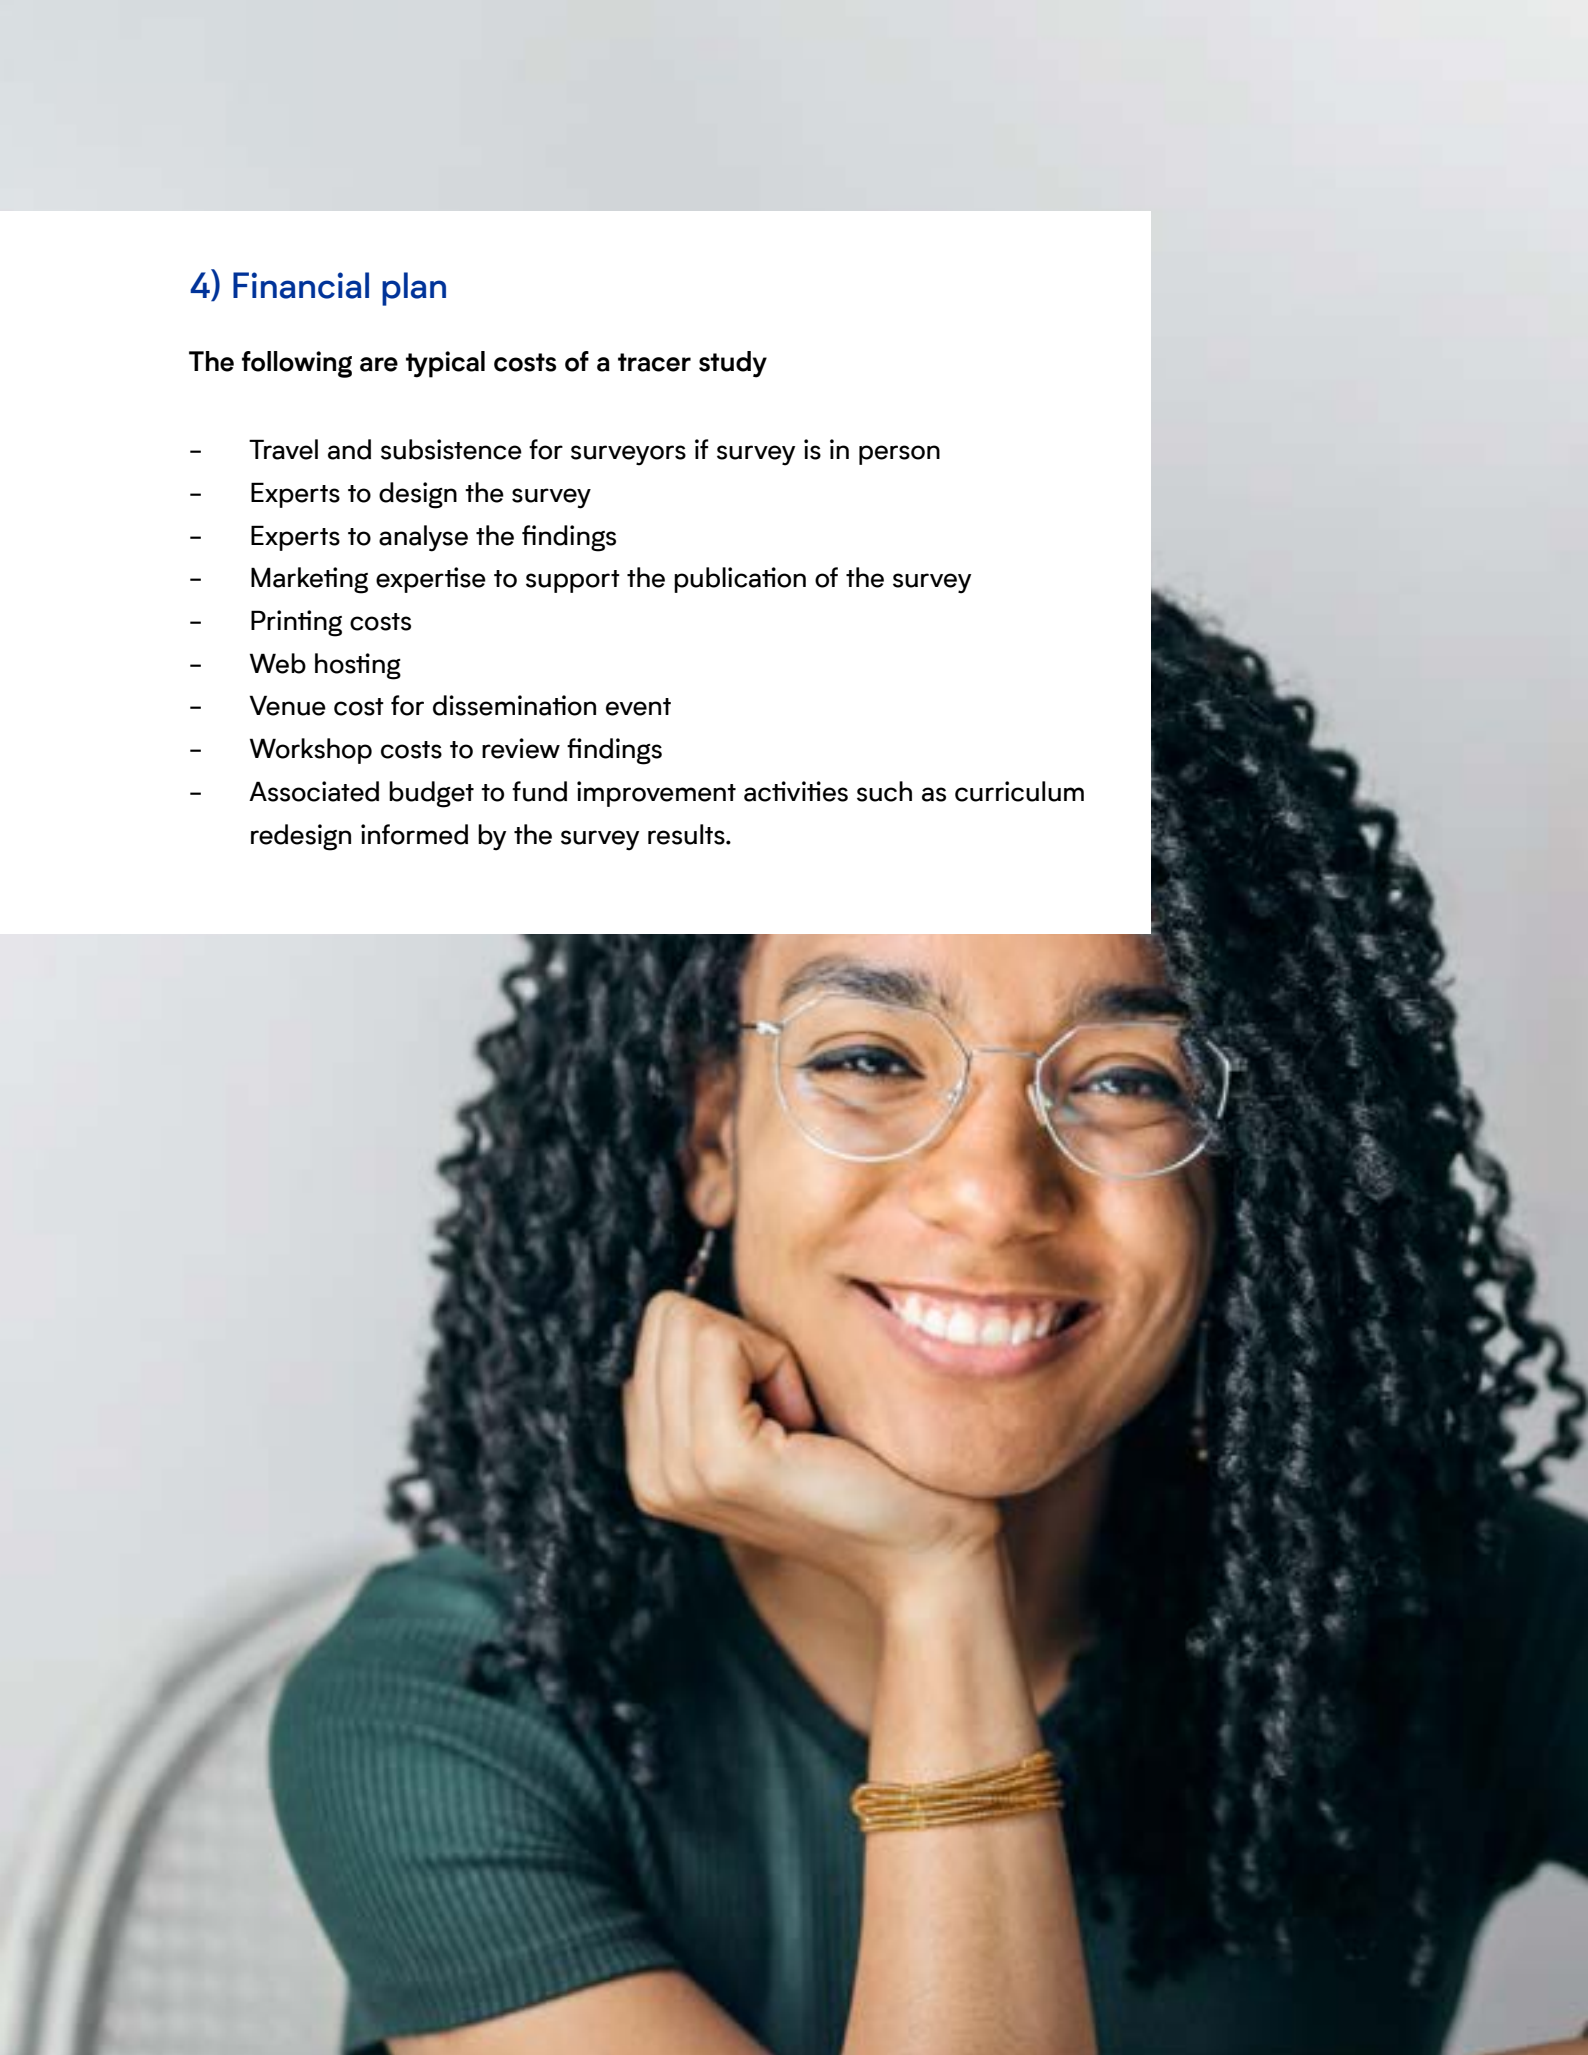 4) Financial plan
The following are typical costs of a tracer study
– Travel and subsistence for surveyors if survey is in person
– Experts to design the survey
– Experts to analyse the findings
– Marketing expertise to support the publication of the survey
– Printing costs
– Web hosting
– Venue cost for dissemination event
– Workshop costs to review findings
– Associated budget to fund improvement activities such as curriculum
redesign informed by the survey results.